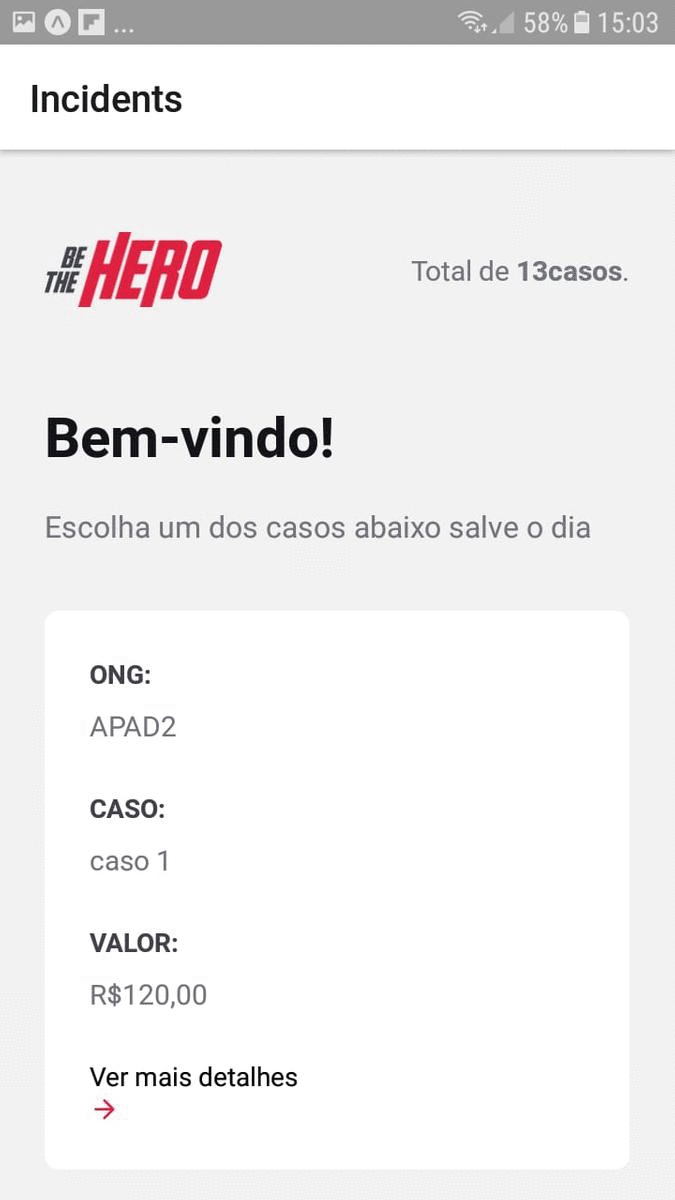 ... 58% 15:03
Incidents
BE THE HERO
Total de 13casos.
Bem-vindo!
Escolha um dos casos abaixo salve o dia
ONG:
APAD2
CASO:
caso 1
VALOR:
R$120,00
Ver mais detalhes